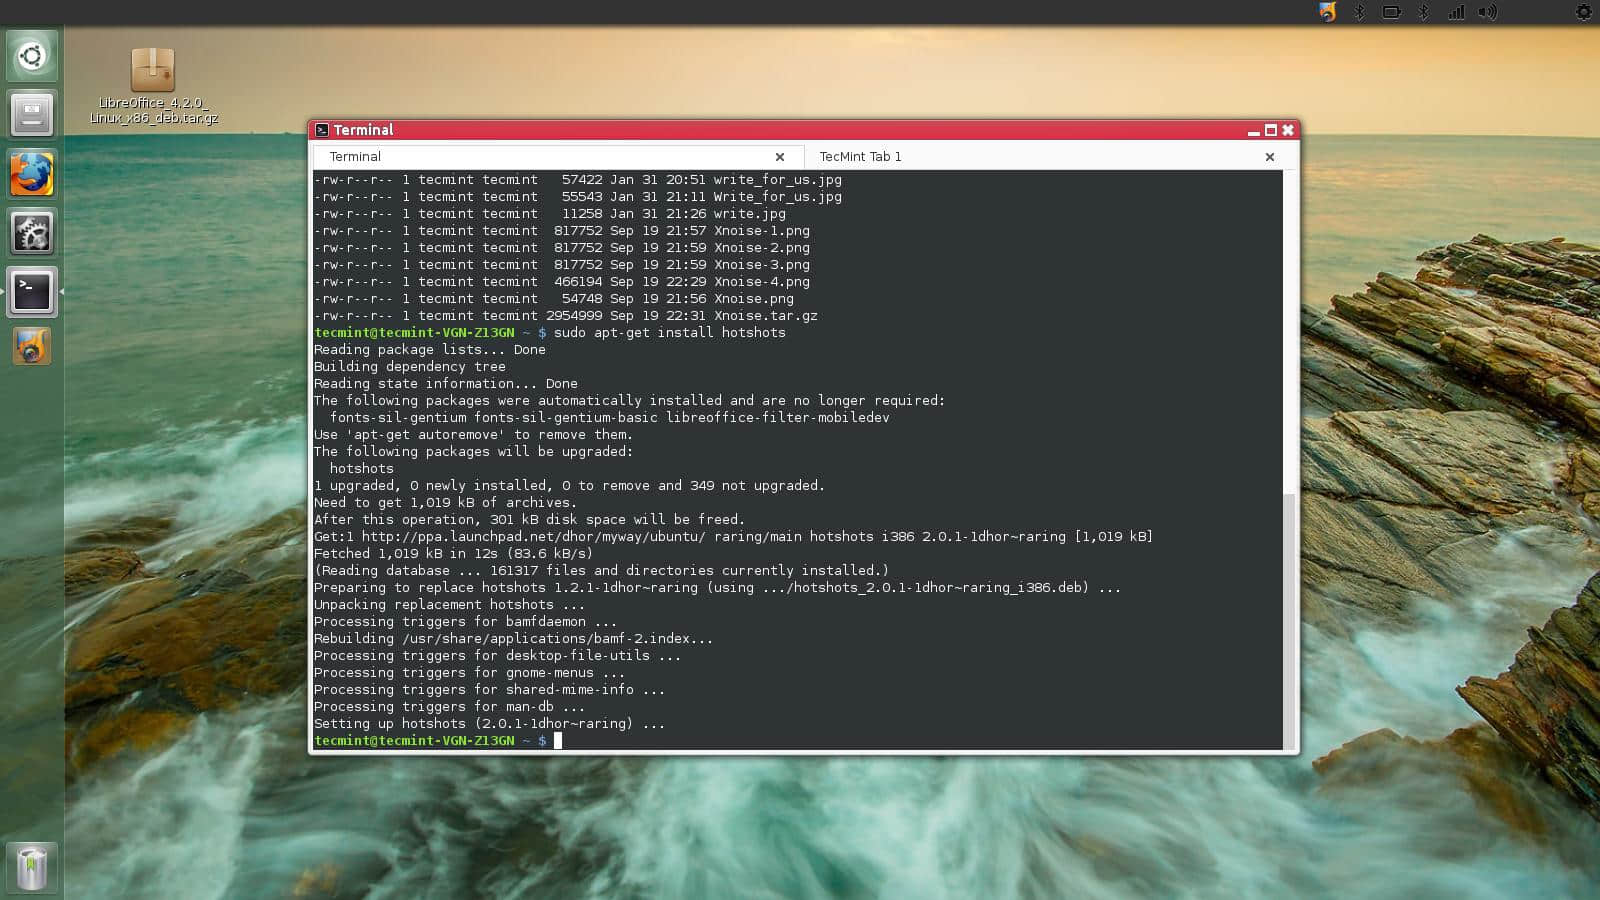 LibreOffice_4.2.0_
Linux_x86_deb.tar.gz
Terminal
Terminal
TecMint Tab 1
-rw-r--r-- 1 tecmint tecmint   57422 Jan 31 20:51 write_for_us.jpg
-rw-r--r-- 1 tecmint tecmint   55543 Jan 31 21:11 Write_for_us.jpg
-rw-r--r-- 1 tecmint tecmint   11258 Jan 31 21:26 write.jpg
-rw-r--r-- 1 tecmint tecmint  817752 Sep 19 21:57 Xnoise-1.png
-rw-r--r-- 1 tecmint tecmint  817752 Sep 19 21:59 Xnoise-2.png
-rw-r--r-- 1 tecmint tecmint  817752 Sep 19 21:59 Xnoise-3.png
-rw-r--r-- 1 tecmint tecmint  466194 Sep 19 22:29 Xnoise-4.png
-rw-r--r-- 1 tecmint tecmint   54748 Sep 19 21:56 Xnoise.png
-rw-r--r-- 1 tecmint tecmint 2954999 Sep 19 22:31 Xnoise.tar.gz
tecmint@tecmint-VGN-Z13GN ~ $ sudo apt-get install hotshots
Reading package lists... Done
Building dependency tree
Reading state information... Done
The following packages were automatically installed and are no longer required:
  fonts-sil-gentium fonts-sil-gentium-basic libreoffice-filter-mobiledev
Use 'apt-get autoremove' to remove them.
The following packages will be upgraded:
  hotshots
1 upgraded, 0 newly installed, 0 to remove and 349 not upgraded.
Need to get 1,019 kB of archives.
After this operation, 301 kB disk space will be freed.
Get:1 http://ppa.launchpad.net/dhor/myway/ubuntu/ raring/main hotshots i386 2.0.1-1dhor~raring [1,019 kB]
Fetched 1,019 kB in 12s (83.6 kB/s)
(Reading database ... 161317 files and directories currently installed.)
Preparing to replace hotshots 1.2.1-1dhor~raring (using .../hotshots_2.0.1-1dhor~raring_i386.deb) ...
Unpacking replacement hotshots ...
Processing triggers for bamfdaemon ...
Rebuilding /usr/share/applications/bamf-2.index...
Processing triggers for desktop-file-utils ...
Processing triggers for gnome-menus ...
Processing triggers for shared-mime-info ...
Processing triggers for man-db ...
Setting up hotshots (2.0.1-1dhor~raring) ...
tecmint@tecmint-VGN-Z13GN ~ $